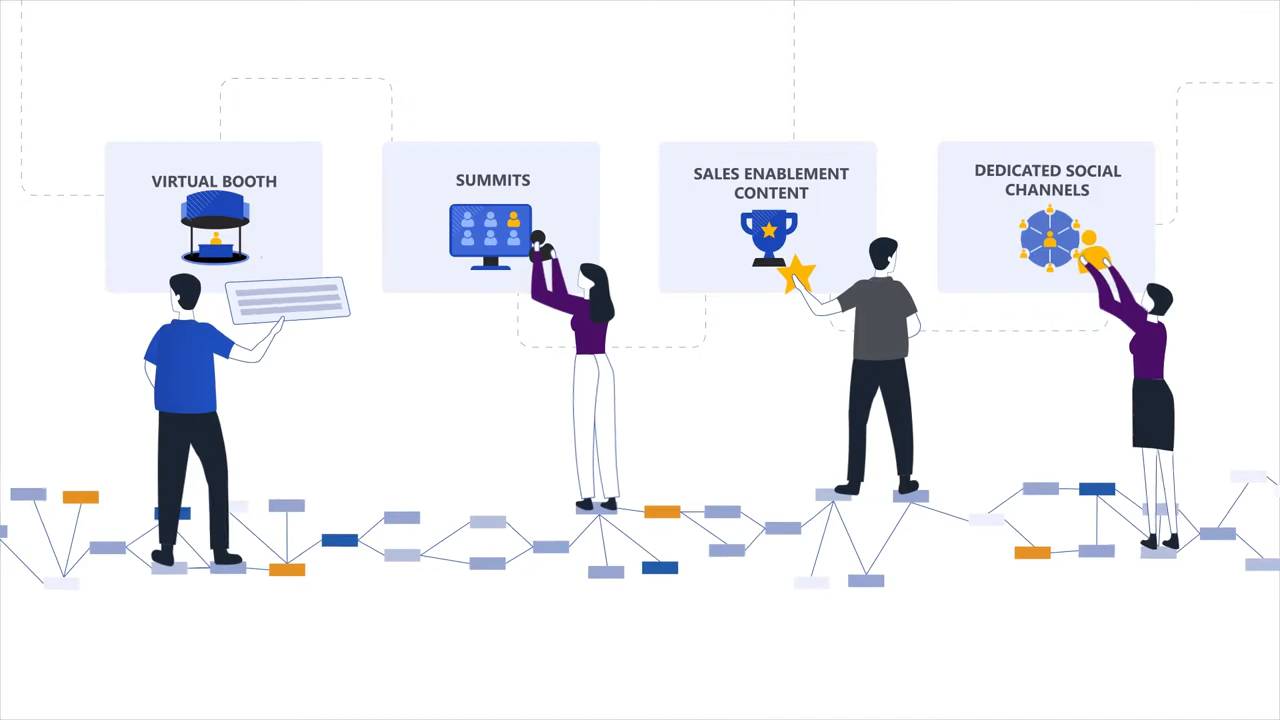 VIRTUAL BOOTH
SUMMITS
SALES ENABLEMENT
CONTENT
DEDICATED SOCIAL
CHANNELS